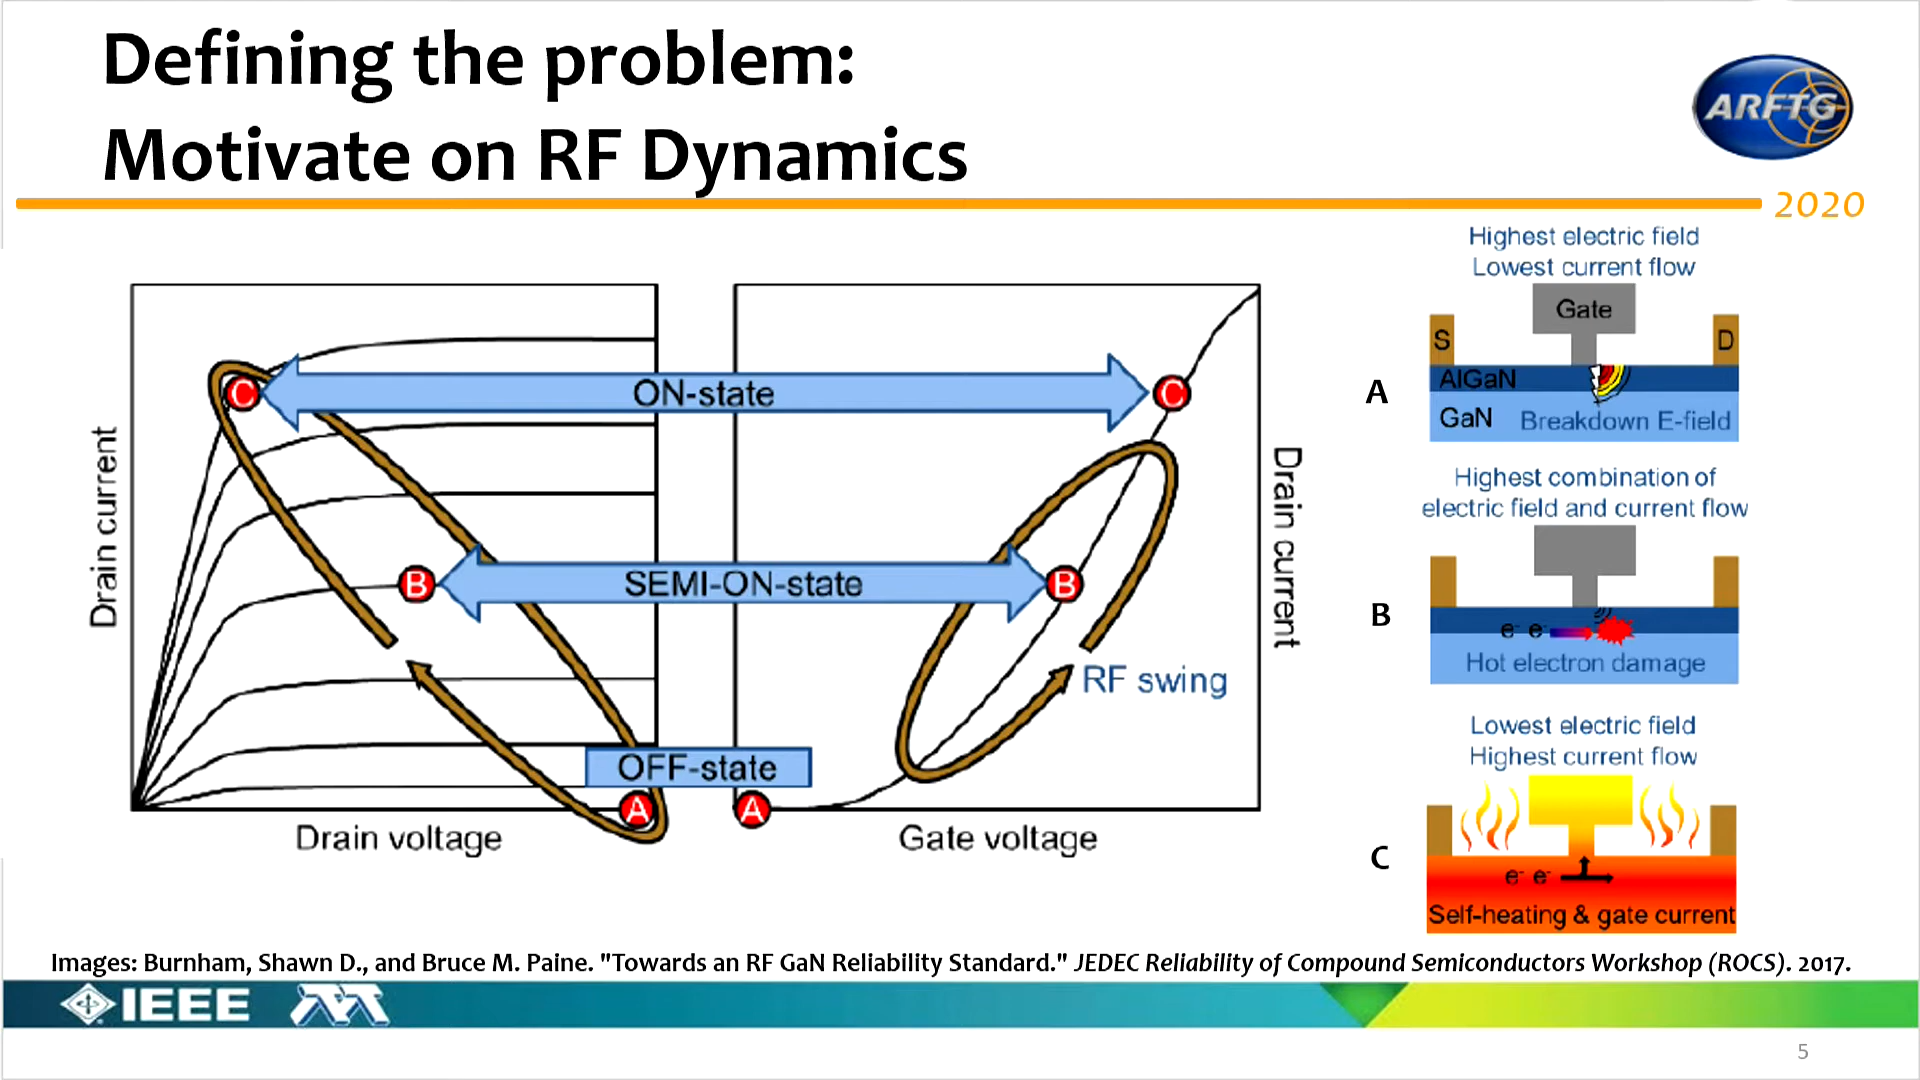 Defining the problem:
Motivate on RF Dynamics
ARFTG
2020
Drain current
C
ON-state
C
B
SEMI-ON-state
B
RF swing
OFF-state
A
A
Drain voltage
Gate voltage
Drain current
Highest electric field
Lowest current flow
Gate
S
D
AlGaN
GaN
Breakdown E-field
A
Highest combination of
electric field and current flow
e- e-
Hot electron damage
B
Lowest electric field
Highest current flow
e- e-
Self-heating & gate current
C
Images: Burnham, Shawn D., and Bruce M. Paine. "Towards an RF GaN Reliability Standard." JEDEC Reliability of Compound Semiconductors Workshop (ROCS). 2017.
IEEE
5